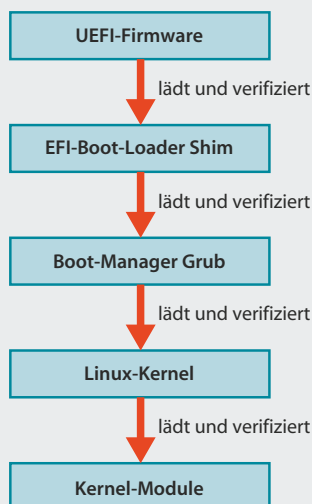 UEFI-Firmware
lädt und verifiziert
EFI-Boot-Loader Shim
lädt und verifiziert
Boot-Manager Grub
lädt und verifiziert
Linux-Kernel
lädt und verifiziert
Kernel-Module